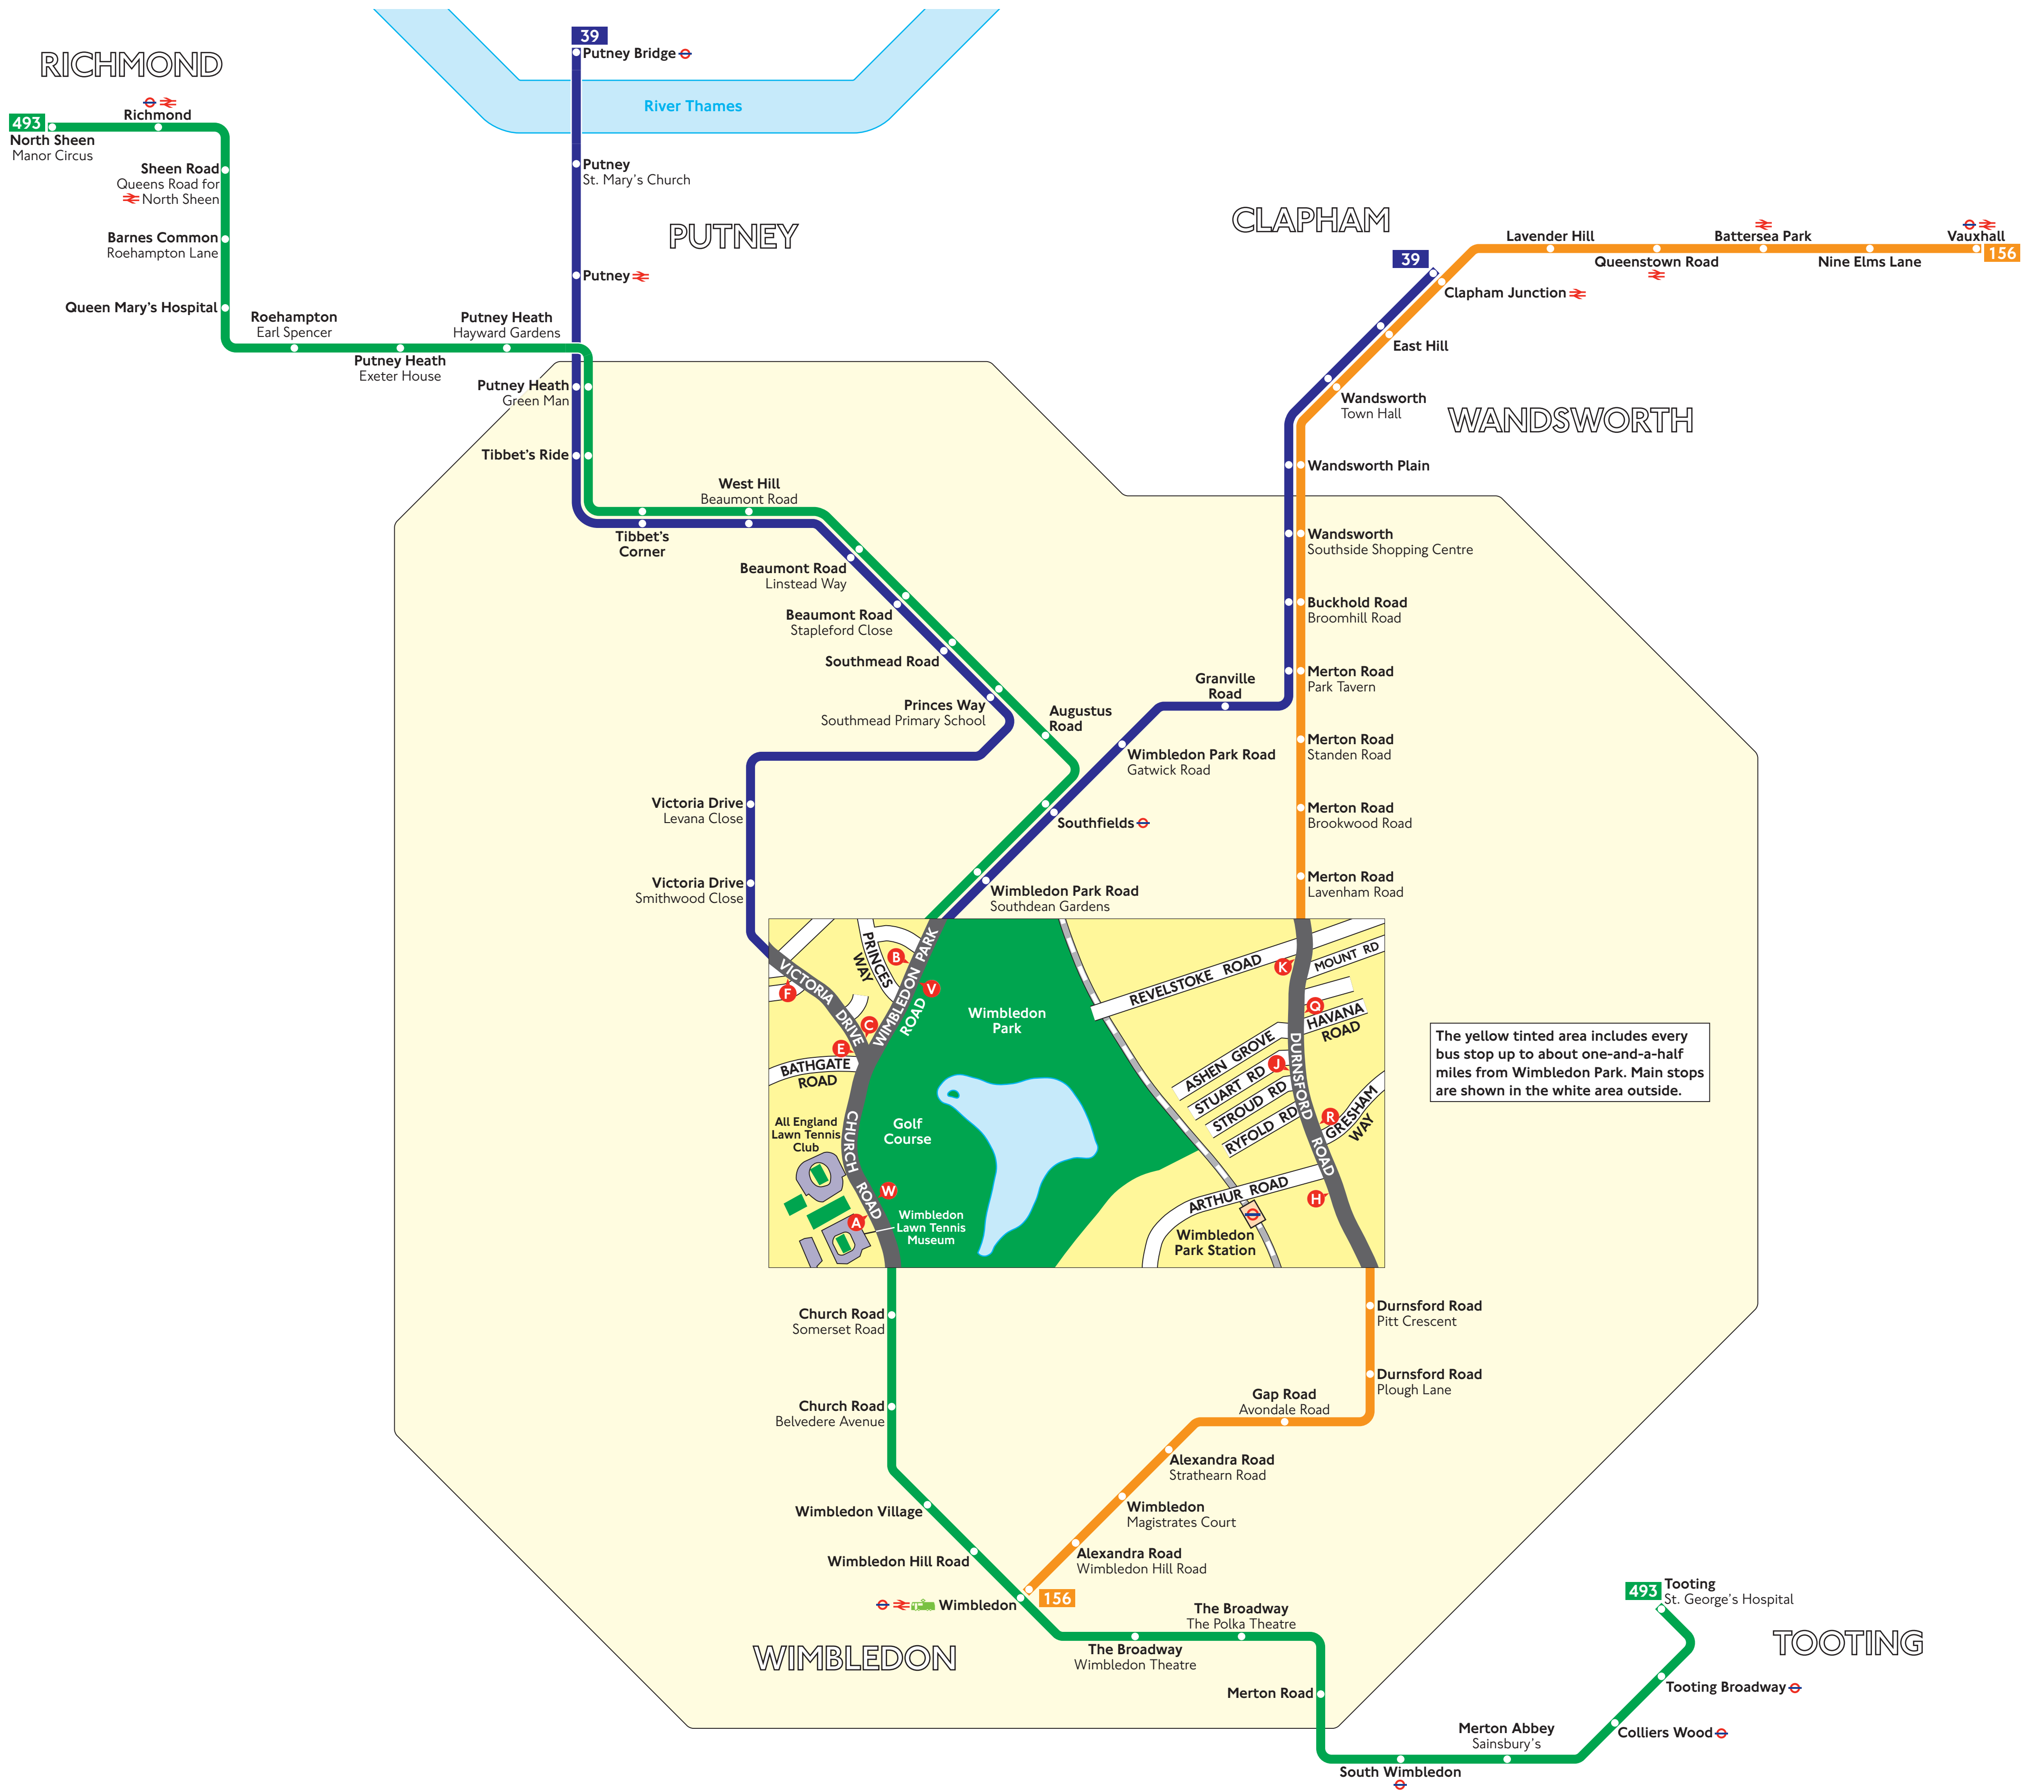 RICHMOND
493
North Sheen
Manor Circus
Richmond
Sheen Road
Queens Road for
North Sheen
Barnes Common
Roehampton Lane
Queen Mary's Hospital
Roehampton
Earl Spencer
Putney Heath
Exeter House
Putney Heath
Hayward Gardens
39
Putney Bridge
River Thames
Putney
St. Mary's Church
PUTNEY
Putney
Putney Heath
Green Man
Tibbet's Ride
Tibbet's
Corner
West Hill
Beaumont Road
Beaumont Road
Linstead Way
Beaumont Road
Stapleford Close
Southmead Road
Princes Way
Southmead Primary School
Augustus
Road
Victoria Drive
Levana Close
Victoria Drive
Smithwood Close
CLAPHAM
39
Clapham Junction
Lavender Hill
Queenstown Road
Battersea Park
Nine Elms Lane
Vauxhall
156
East Hill
Wandsworth
Town Hall
WANDSWORTH
Wandsworth Plain
Wandsworth
Southside Shopping Centre
Buckhold Road
Broomhill Road
Merton Road
Park Tavern
Granville
Road
Wimbledon Park Road
Gatwick Road
Southfields
Wimbledon Park Road
Southdean Gardens
Merton Road
Standen Road
Merton Road
Brookwood Road
Merton Road
Lavenham Road
PRINCES
WAY
B
V
WIMBLEDON PARK
ROAD
VICTORIA
DRIVE
F
C
E
BATHGATE
ROAD
CHURCH ROAD
All England
Lawn Tennis
Club
W
A
Wimbledon
Lawn Tennis
Museum
Golf
Course
Wimbledon
Park
REVELSTOKE ROAD
K
MOUNT RD
Q
HAVANA
ROAD
ASHEN GROVE
STUART RD
J
STROUD RD
RYFOLD RD
DURNSFORD ROAD
R
GRESHAM
WAY
ARTHUR ROAD
H
Wimbledon
Park Station
The yellow tinted area includes every
bus stop up to about one-and-a-half
miles from Wimbledon Park. Main stops
are shown in the white area outside.
Church Road
Somerset Road
Church Road
Belvedere Avenue
Wimbledon Village
Wimbledon Hill Road
Wimbledon
156
WIMBLEDON
Durnsford Road
Pitt Crescent
Durnsford Road
Plough Lane
Gap Road
Avondale Road
Alexandra Road
Strathearn Road
Wimbledon
Magistrates Court
Alexandra Road
Wimbledon Hill Road
The Broadway
Wimbledon Theatre
The Broadway
The Polka Theatre
Merton Road
South Wimbledon
Merton Abbey
Sainsbury's
Colliers Wood
Tooting Broadway
493
Tooting
St. George's Hospital
TOOTING